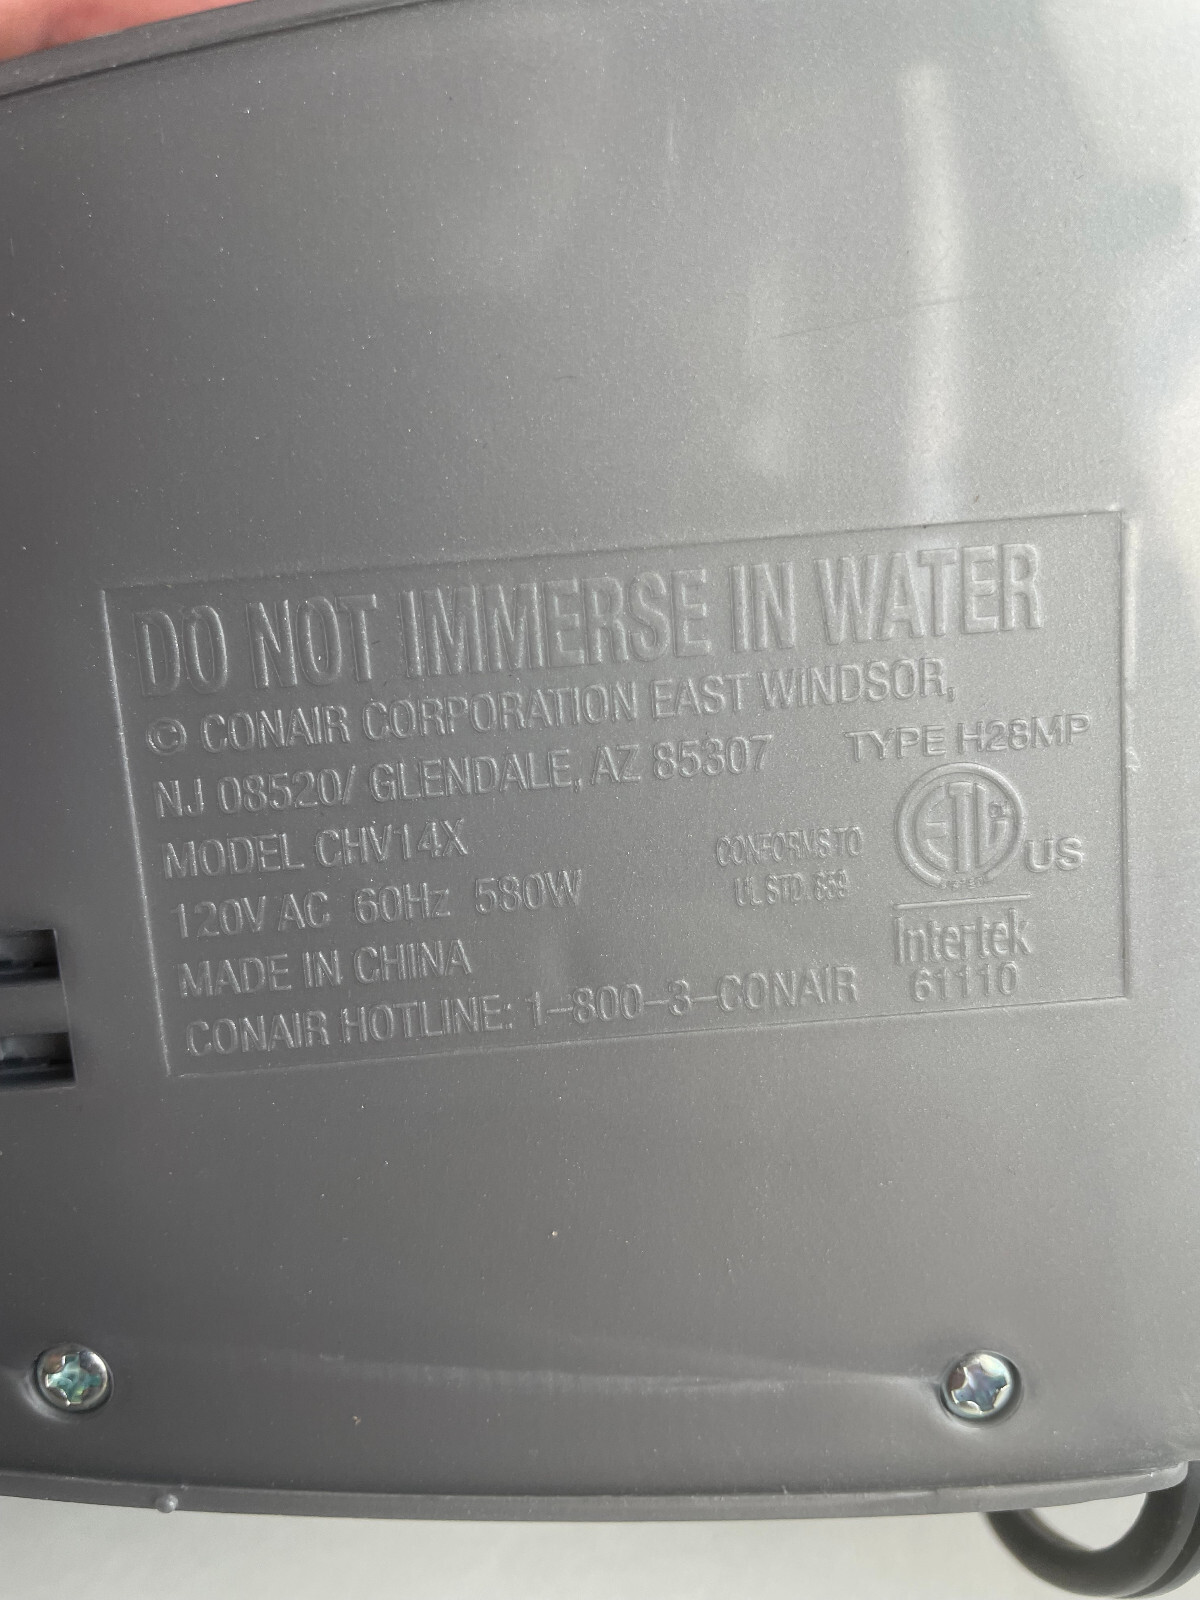 DO NOT IMMERSE IN WATER
© CONAIR CORPORATION EAST WINDSOR,
NJ 08520/ GLENDALE, AZ 85307
TYPE H28MP
MODEL CHV14X
120V AC 60Hz 580W
MADE IN CHINA
CONAIR HOTLINE: 1-800-3-CONAIR
CONFORMS TO
UL STD. 859
ETL US
Intertek
61110